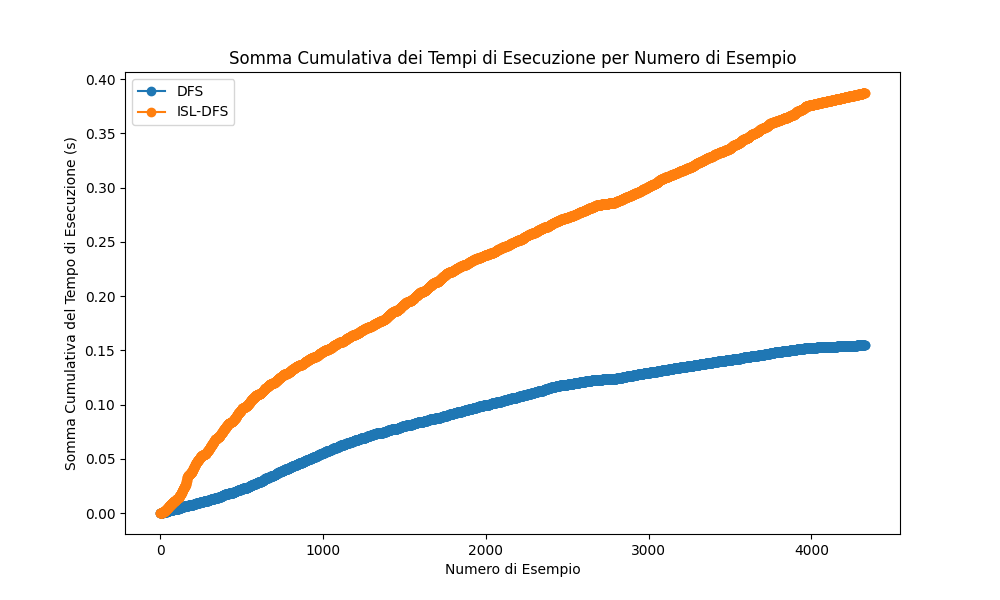 Somma Cumulativa dei Tempi di Esecuzione per Numero di Esempio
DFS
ISL-DFS
Somma Cumulativa del Tempo di Esecuzione (s)
0.40
0.35
0.30
0.25
0.20
0.15
0.10
0.05
0.00
0 1000 2000 3000 4000
Numero di Esempio